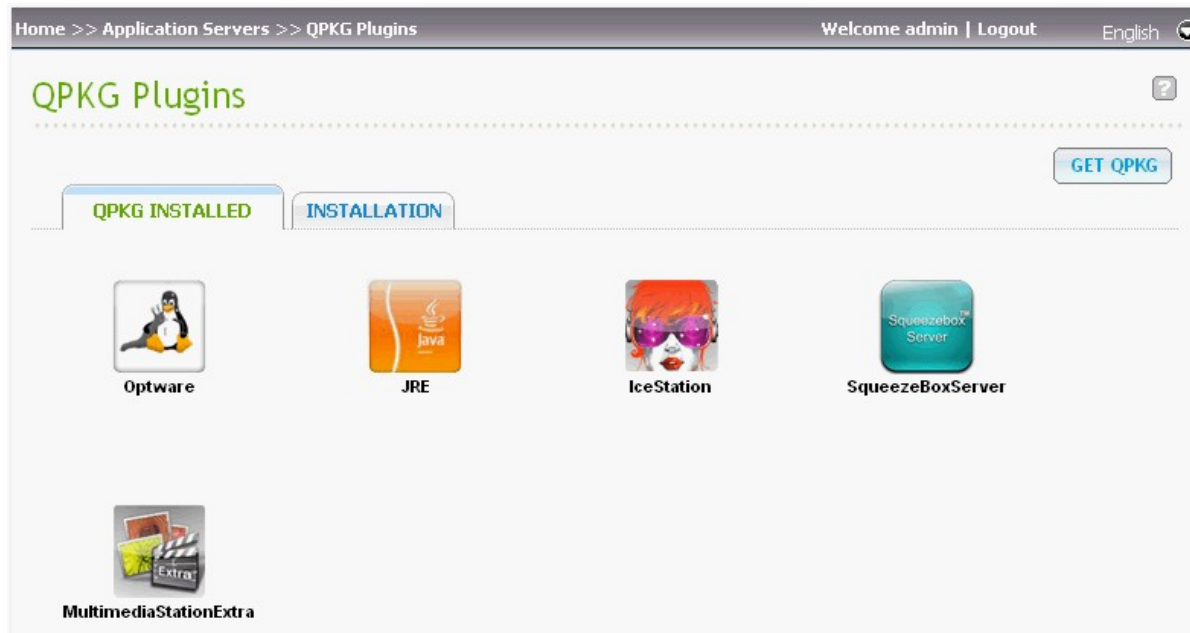 Home >> Application Servers >> QPKG Plugins
Welcome admin | Logout
English
QPKG Plugins
?
GET QPKG
QPKG INSTALLED
INSTALLATION
Java
Squeezebox™
Server
Optware
JRE
IceStation
SqueezeBoxServer
Extra
MultimediaStationExtra